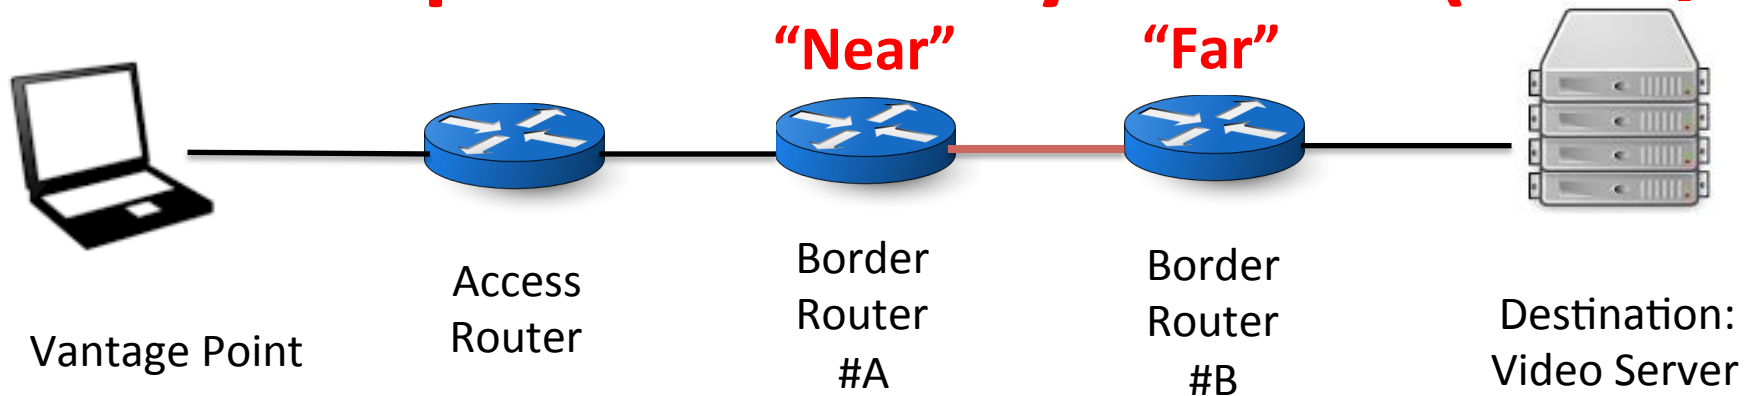 “Near”
“Far”
Access
Router
Border
Router
#A
Border
Router
#B
Vantage Point
Destination:
Video Server